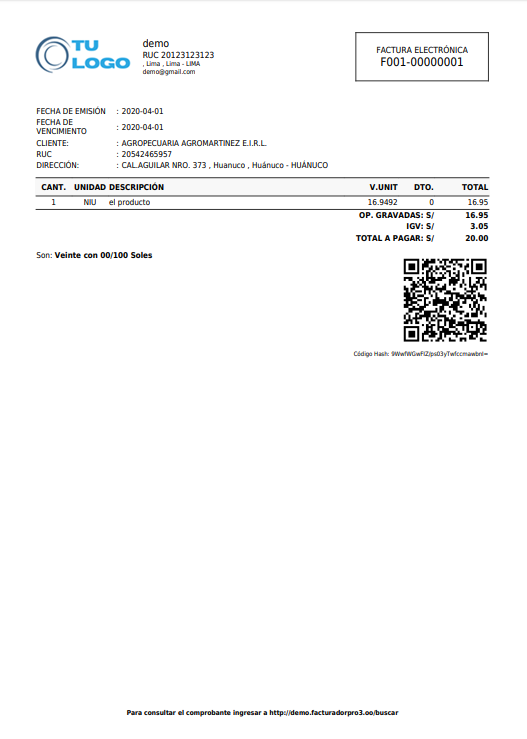 TU
LOGO
demo
RUC 20123123123
, Lima , Lima - LIMA
demo@gmail.com
FACTURA ELECTRÓNICA
F001-00000001
FECHA DE EMISIÓN : 2020-04-01
FECHA DE
VENCIMIENTO : 2020-04-01
CLIENTE: : AGROPECUARIA AGROMARTINEZ E.I.R.L.
RUC : 20542465957
DIRECCIÓN: : CAL.AGUILAR NRO. 373 , Huanuco , Huánuco - HUÁNUCO
CANT. UNIDAD DESCRIPCIÓN V.UNIT DTO. TOTAL
1 NIU el producto 16.9492 0 16.95
OP. GRAVADAS: S/ 16.95
IGV: S/ 3.05
TOTAL A PAGAR: S/ 20.00
Son: Veinte con 00/100 Soles
Código Hash:
Para consultar el comprobante ingresar a http://demo.facturadorpro3.oo/buscar